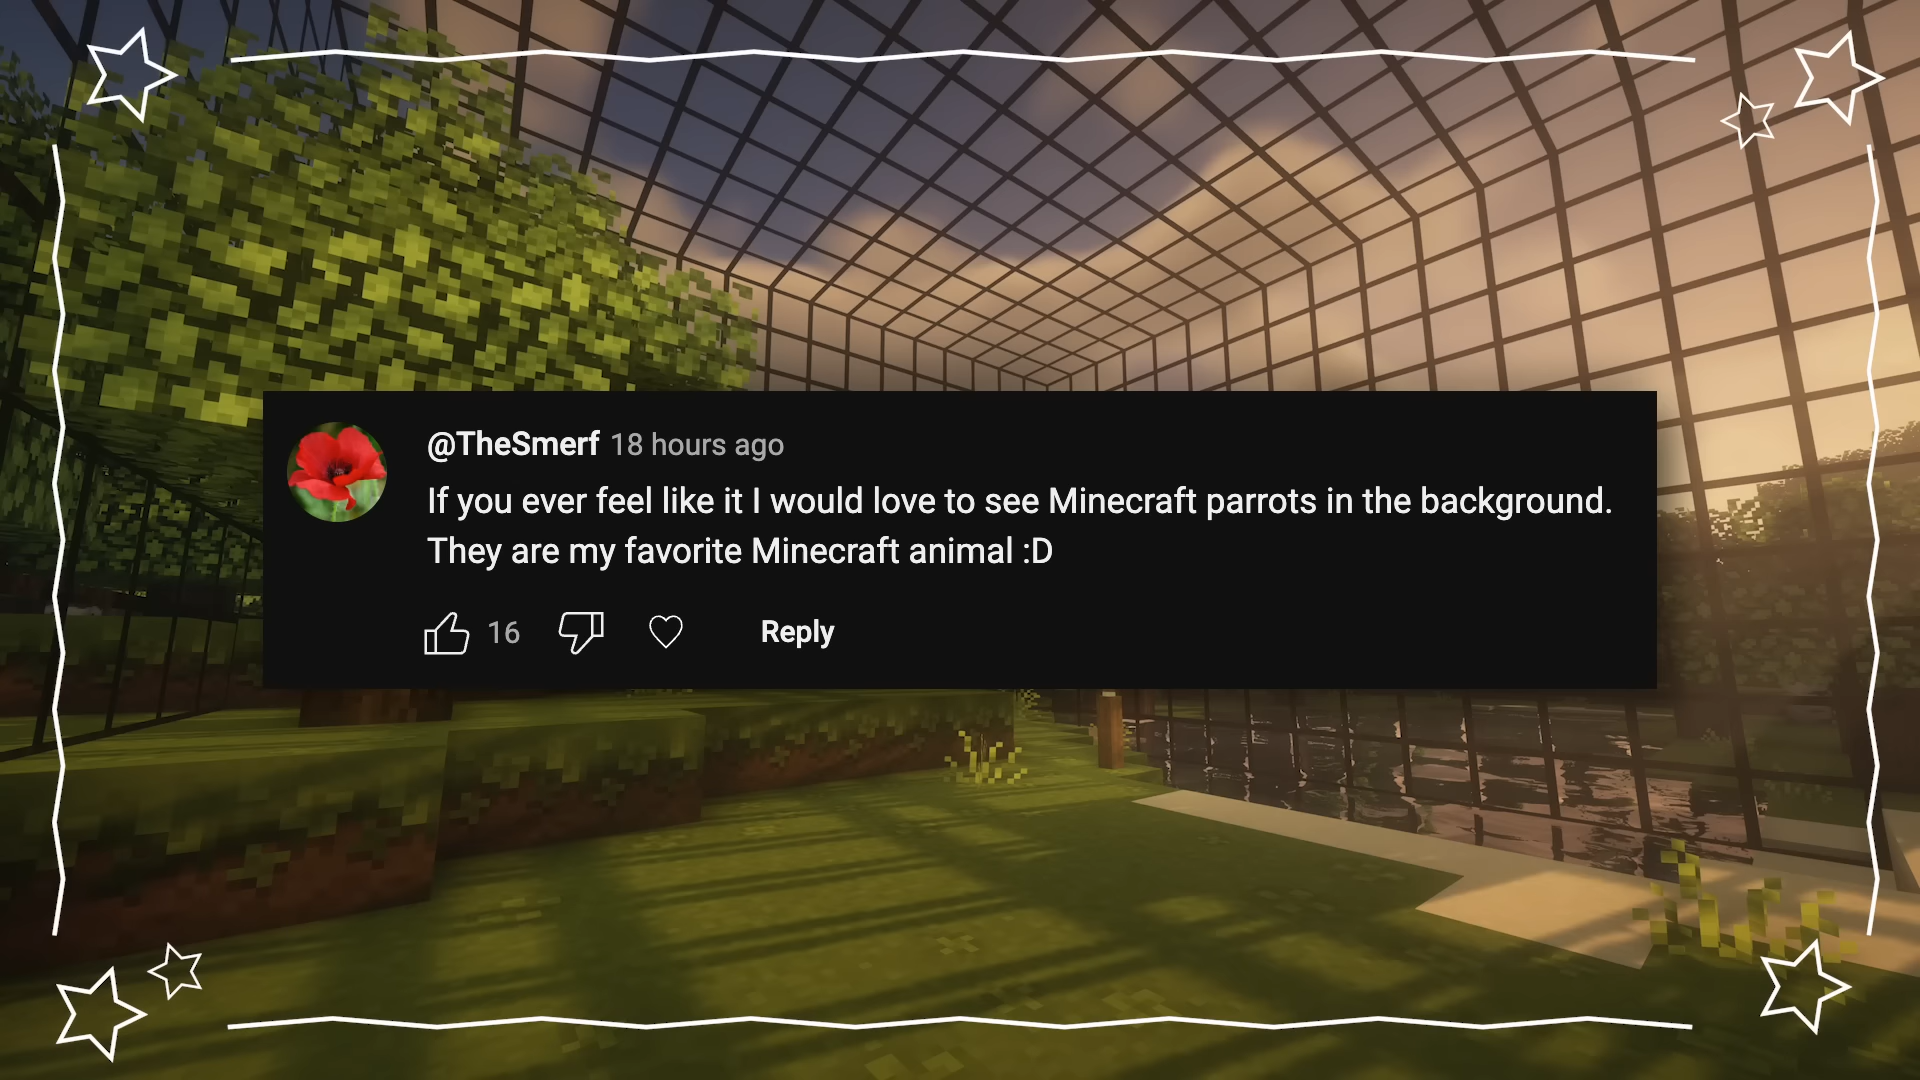 @TheSmerf 18 hours ago
If you ever feel like it I would love to see Minecraft parrots in the background.
They are my favorite Minecraft animal :D
16 Reply